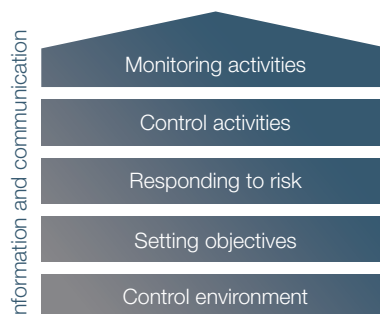 Monitoring activities
Control activities
Responding to risk
Setting objectives
Control environment
nformation and communication